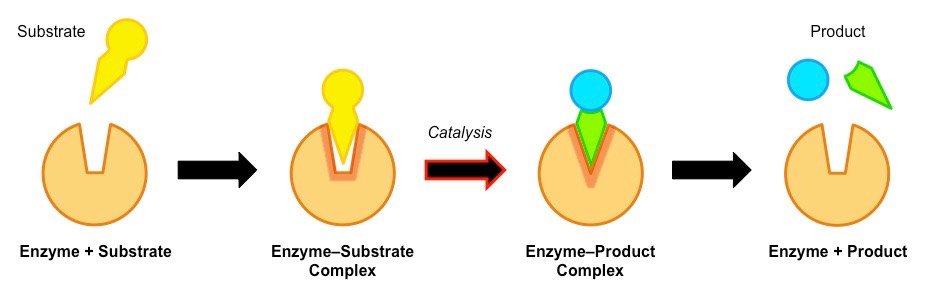 Substrate
Product
Catalysis
Enzyme + Substrate
Enzyme–Substrate
Complex
Enzyme–Product
Complex
Enzyme + Product